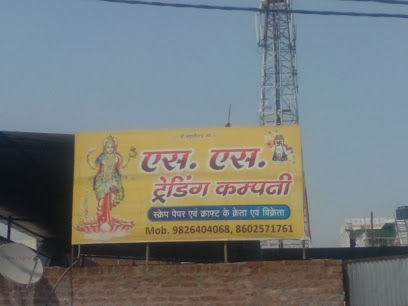 एस. एस.
ट्रेडिंग कम्पनी
स्क्रेप पेपर एवं क्राफ्ट के क्रेता एवं विक्रेता
Mob. 9826404068, 8602571761